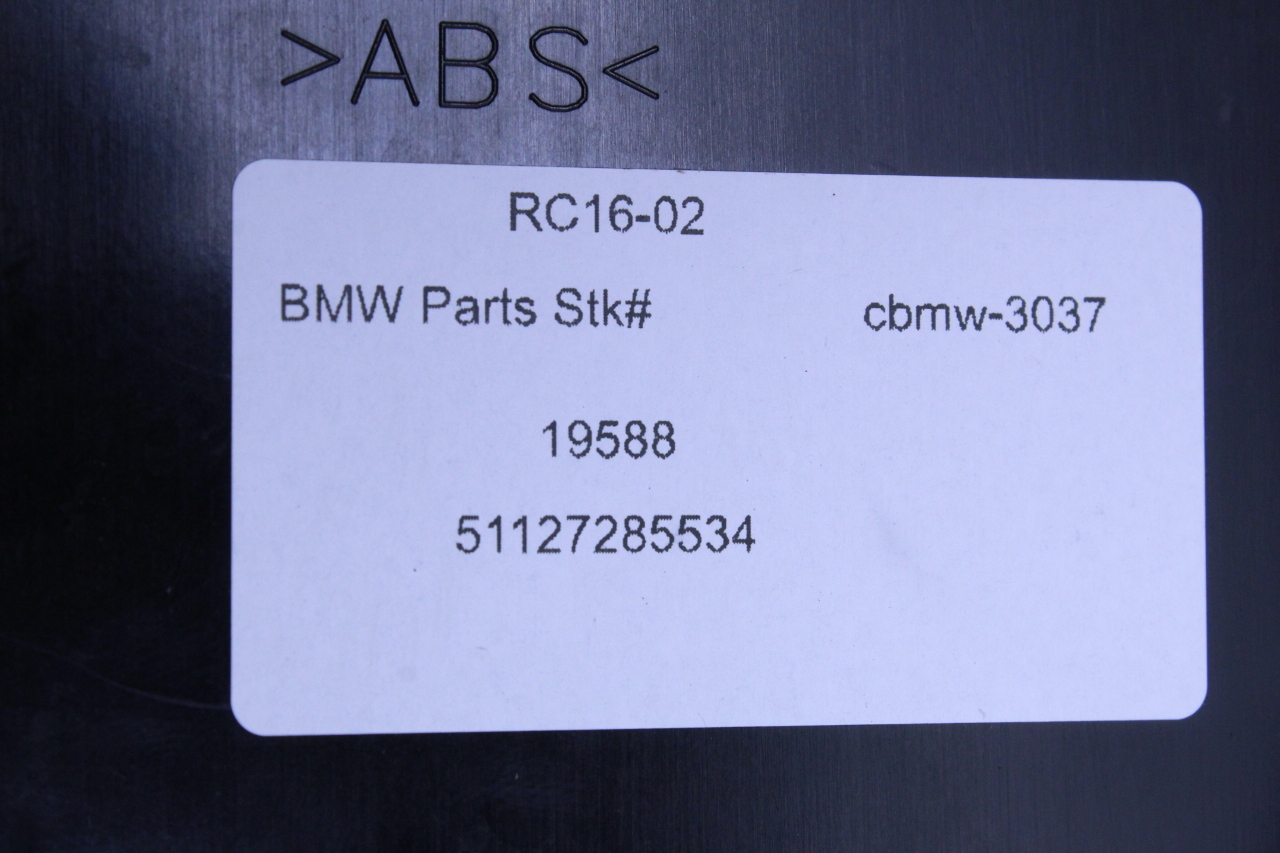 >ABS<
RC16-02
BMW Parts Stk# cbmw-3037
19588
51127285534